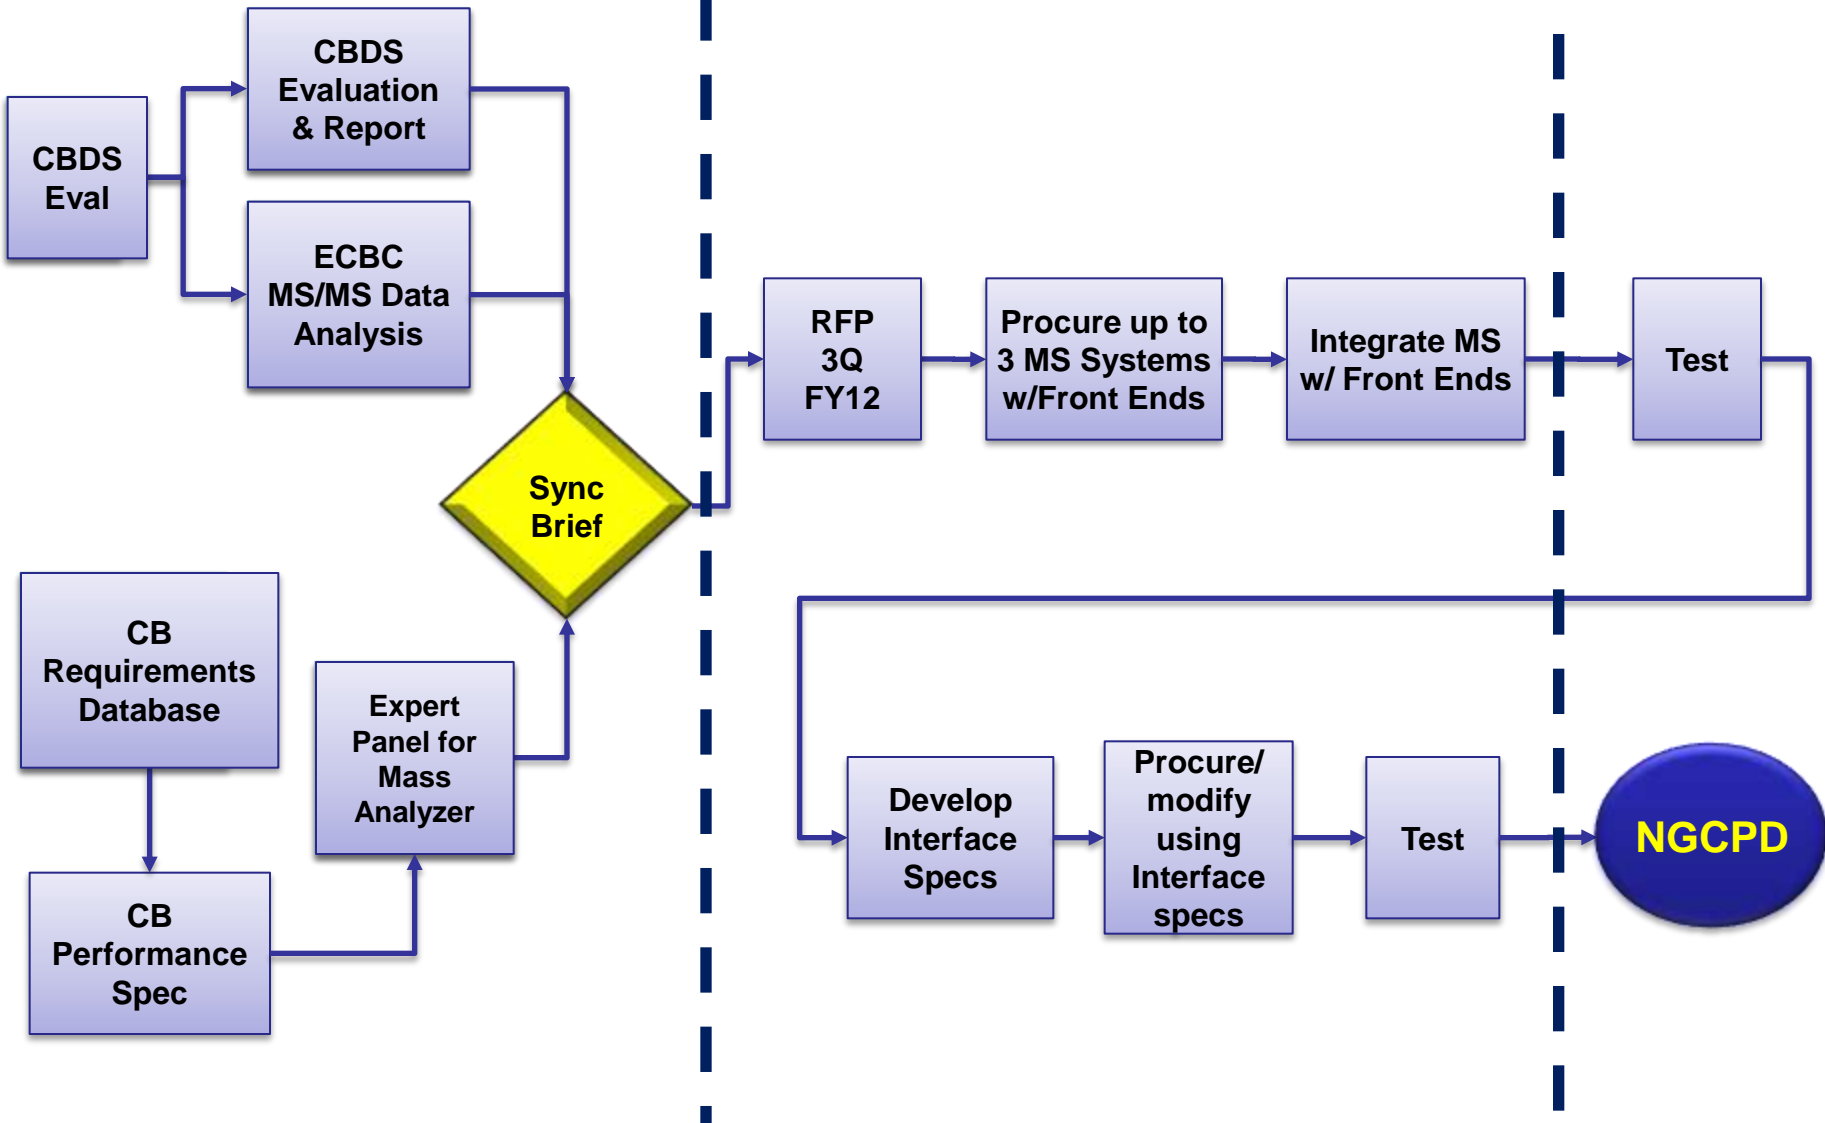 CBDS
Eval
CBDS
Evaluation
& Report
ECBC
MS/MS Data
Analysis
Sync
Brief
CB
Requirements
Database
CB
Performance
Spec
Expert
Panel for
Mass
Analyzer
RFP
3Q
FY12
Procure up to
3 MS Systems
w/Front Ends
Integrate MS
w/ Front Ends
Test
Develop
Interface
Specs
Procure/
modify
using
Interface
specs
Test
NGCPD